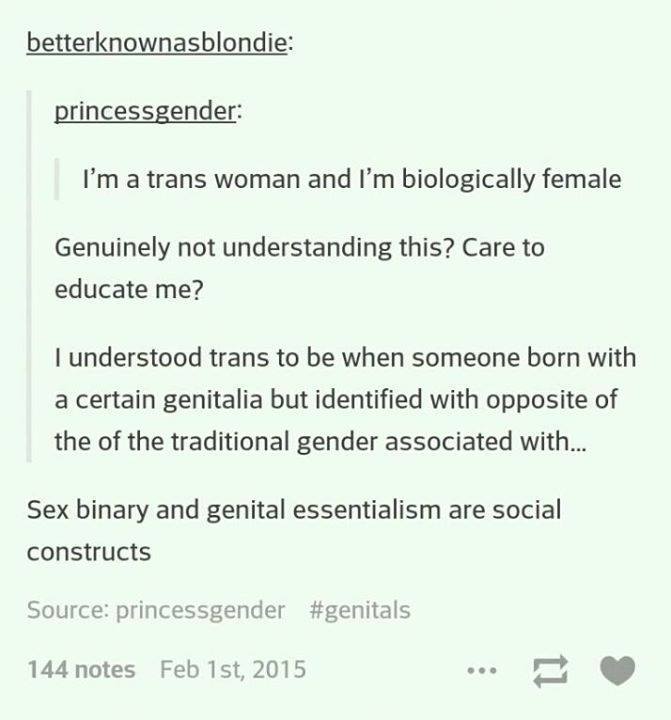 betterknownasblondie:
princessgender:
I'm a trans woman and I'm biologically female
Genuinely not understanding this? Care to
educate me?
I understood trans to be when someone born with
a certain genitalia but identified with opposite of
the of the traditional gender associated with...
Sex binary and genital essentialism are social
constructs
Source: princessgender #genitals
144 notes Feb 1st, 2015